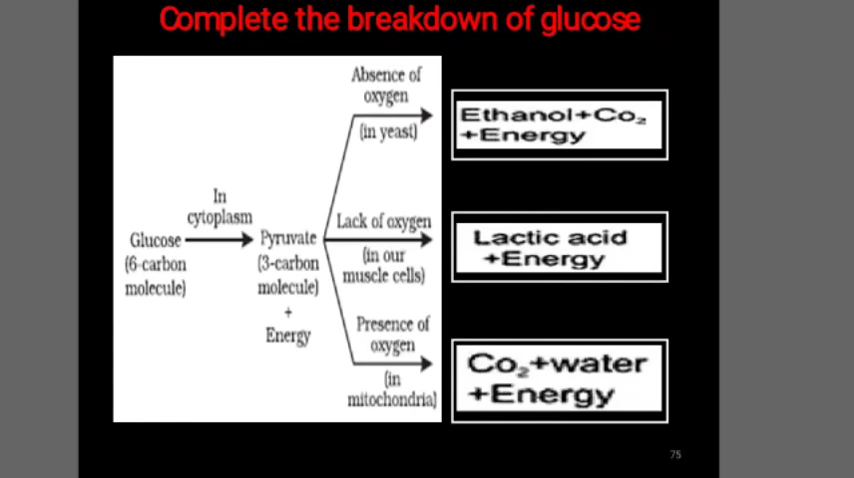 Complete the breakdown of glucose
Absence of
oxygen
(in yeast)
Ethanol+Co₂
+Energy
In
cytoplasm
Glucose
(6-carbon
molecule)
Pyruvate
(3-carbon
molecule)
+
Energy
Lack of oxygen
(in our
muscle cells)
Lactic acid
+Energy
Presence of
oxygen
(in
mitochondria)
Co₂+water
+Energy
75